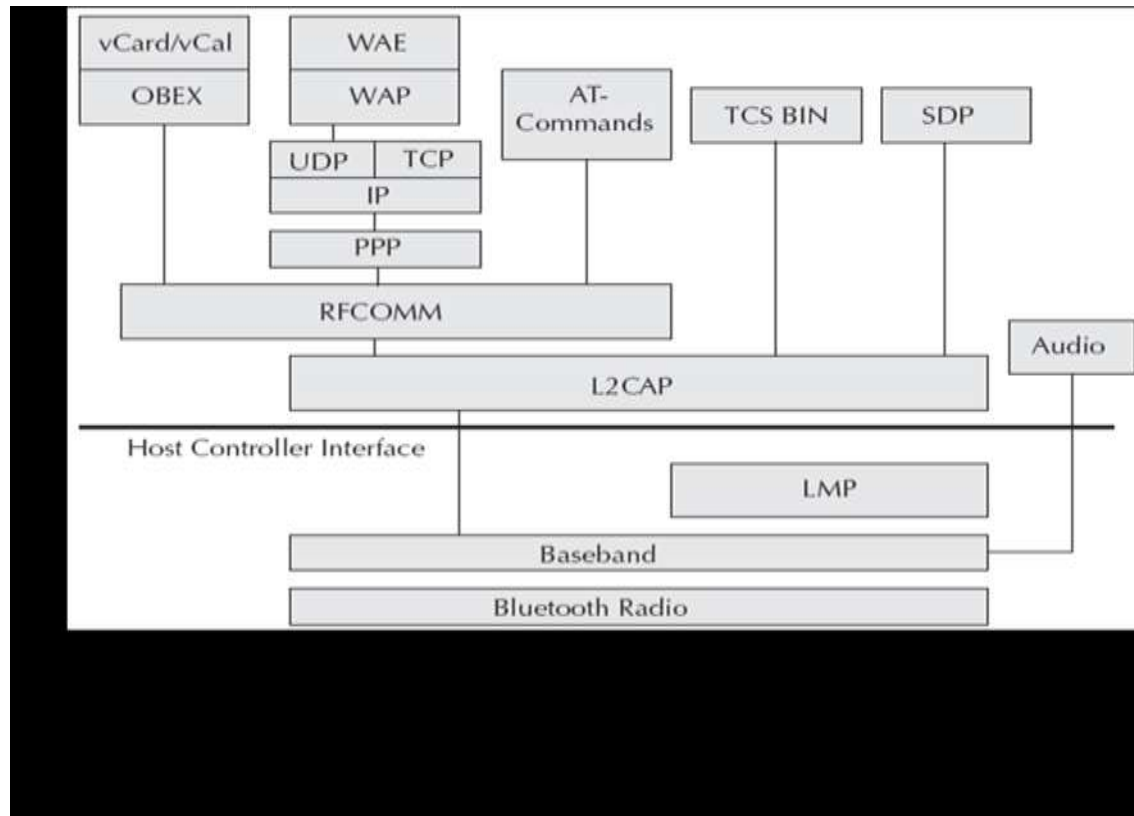 vCard/vCal
OBEX
WAE
WAP
UDP
TCP
IP
PPP
AT-
Commands
TCS BIN
SDP
RFCOMM
Audio
L2CAP
Host Controller Interface
LMP
Baseband
Bluetooth Radio